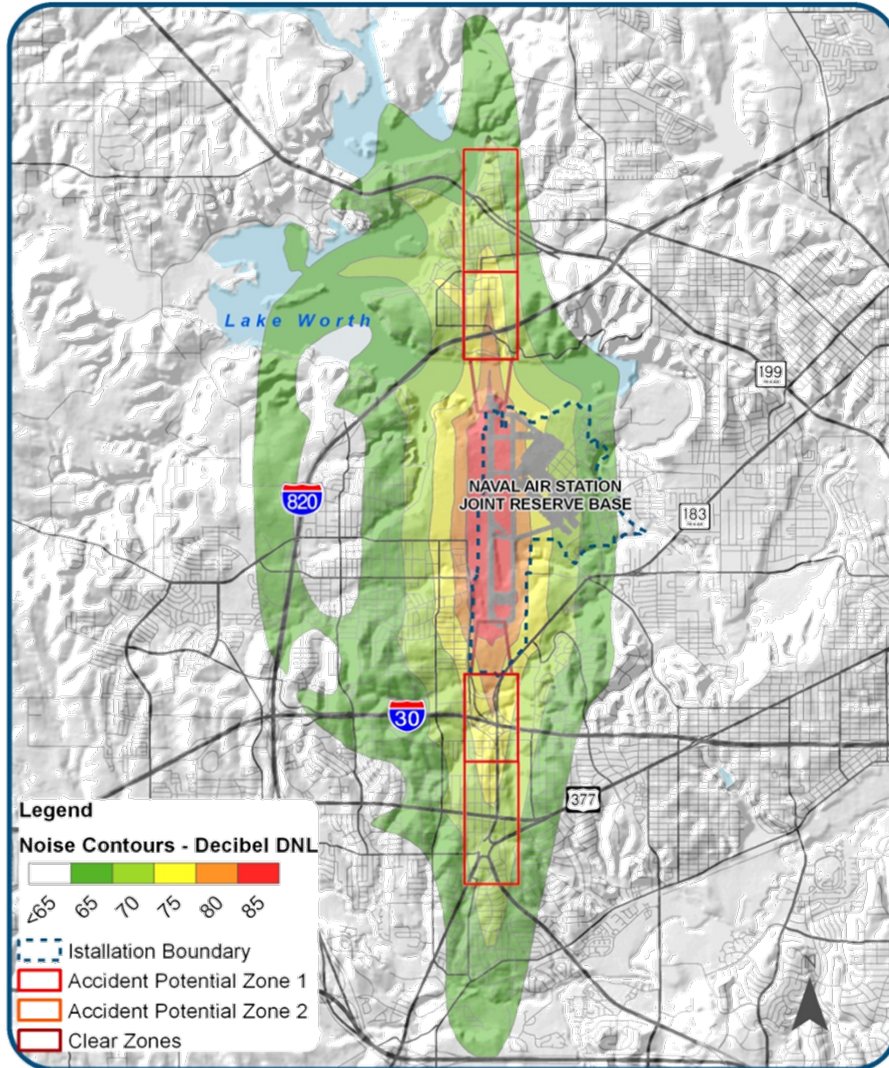 Lake Worth
199
NAVAL AIR STATION
JOINT RESERVE BASE
820
183
30
377
Legend
Noise Contours - Decibel DNL
<65 65 70 75 80 85
Istallation Boundary
Accident Potential Zone 1
Accident Potential Zone 2
Clear Zones
N